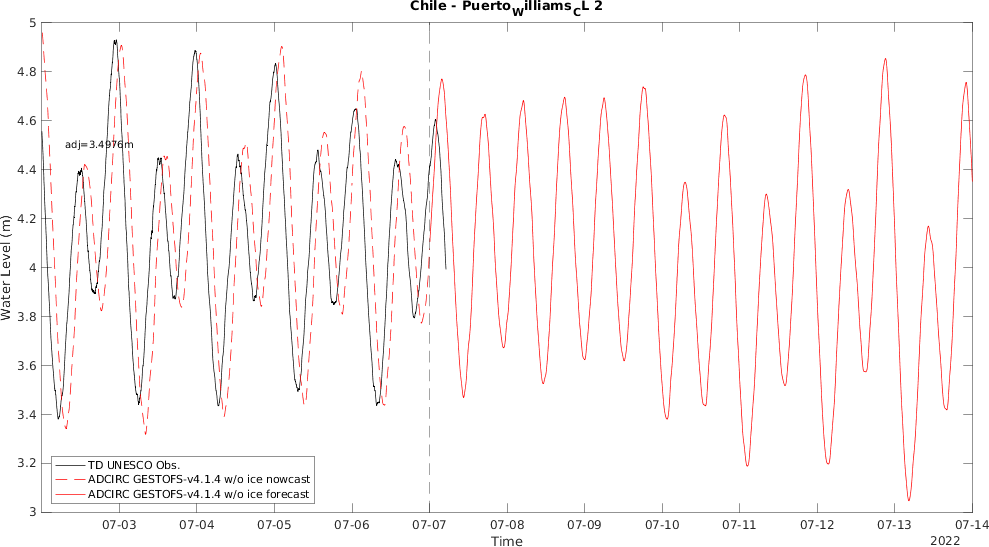 Chile - PuertoWilliamsCL 2
5
4.8
4.6
4.4
4.2
4
3.8
3.6
3.4
3.2
3
Water Level (m)
adj=3.4976m
TD UNESCO Obs.
ADCIRC GESTOFS-v4.1.4 w/o ice nowcast
ADCIRC GESTOFS-v4.1.4 w/o ice forecast
07-03 07-04 07-05 07-06 07-07 07-08 07-09 07-10 07-11 07-12 07-13 07-14
Time
2022